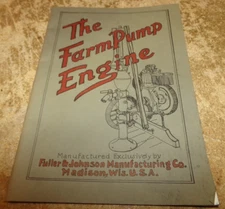 The
Farm Pump
Engine
Manufactured Exclusively by
Fuller & Johnson Manufacturing Co.
Madison, Wis. U.S.A.